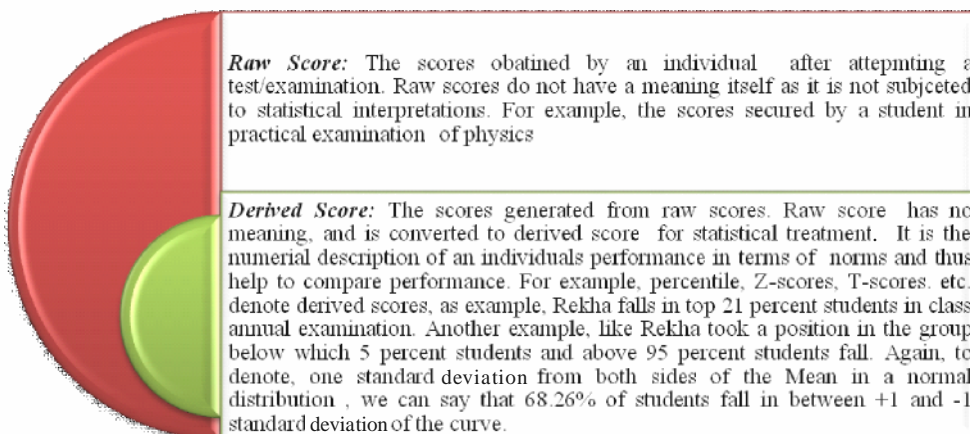 Raw Score: The scores obatined by an individual after attepmting a
test/examination. Raw scores do not have a meaning itself as it is not subjceted
to statistical interpretations. For example, the scores secured by a student in
practical examination of physics
Derived Score: The scores generated from raw scores. Raw score has no
meaning, and is converted to derived score for statistical treatment. It is the
numerial description of an individuals performance in terms of norms and thus
help to compare performance. For example, percentile, Z-scores, T-scores. etc.
denote derived scores, as example, Rekha falls in top 21 percent students in class
annual examination. Another example, like Rekha took a position in the group
below which 5 percent students and above 95 percent students fall. Again, to
denote, one standard deviation from both sides of the Mean in a normal
distribution , we can say that 68.26% of students fall in between +1 and -1
standard deviation of the curve.